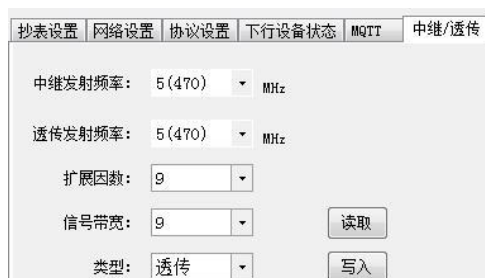 抄表设置 网络设置 协议设置 下行设备状态 MQTT 中继/透传
中继发射频率: 5(470) MHz
透传发射频率: 5(470) MHz
扩展因数: 9
信号带宽: 9 读取
类型: 透传 写入